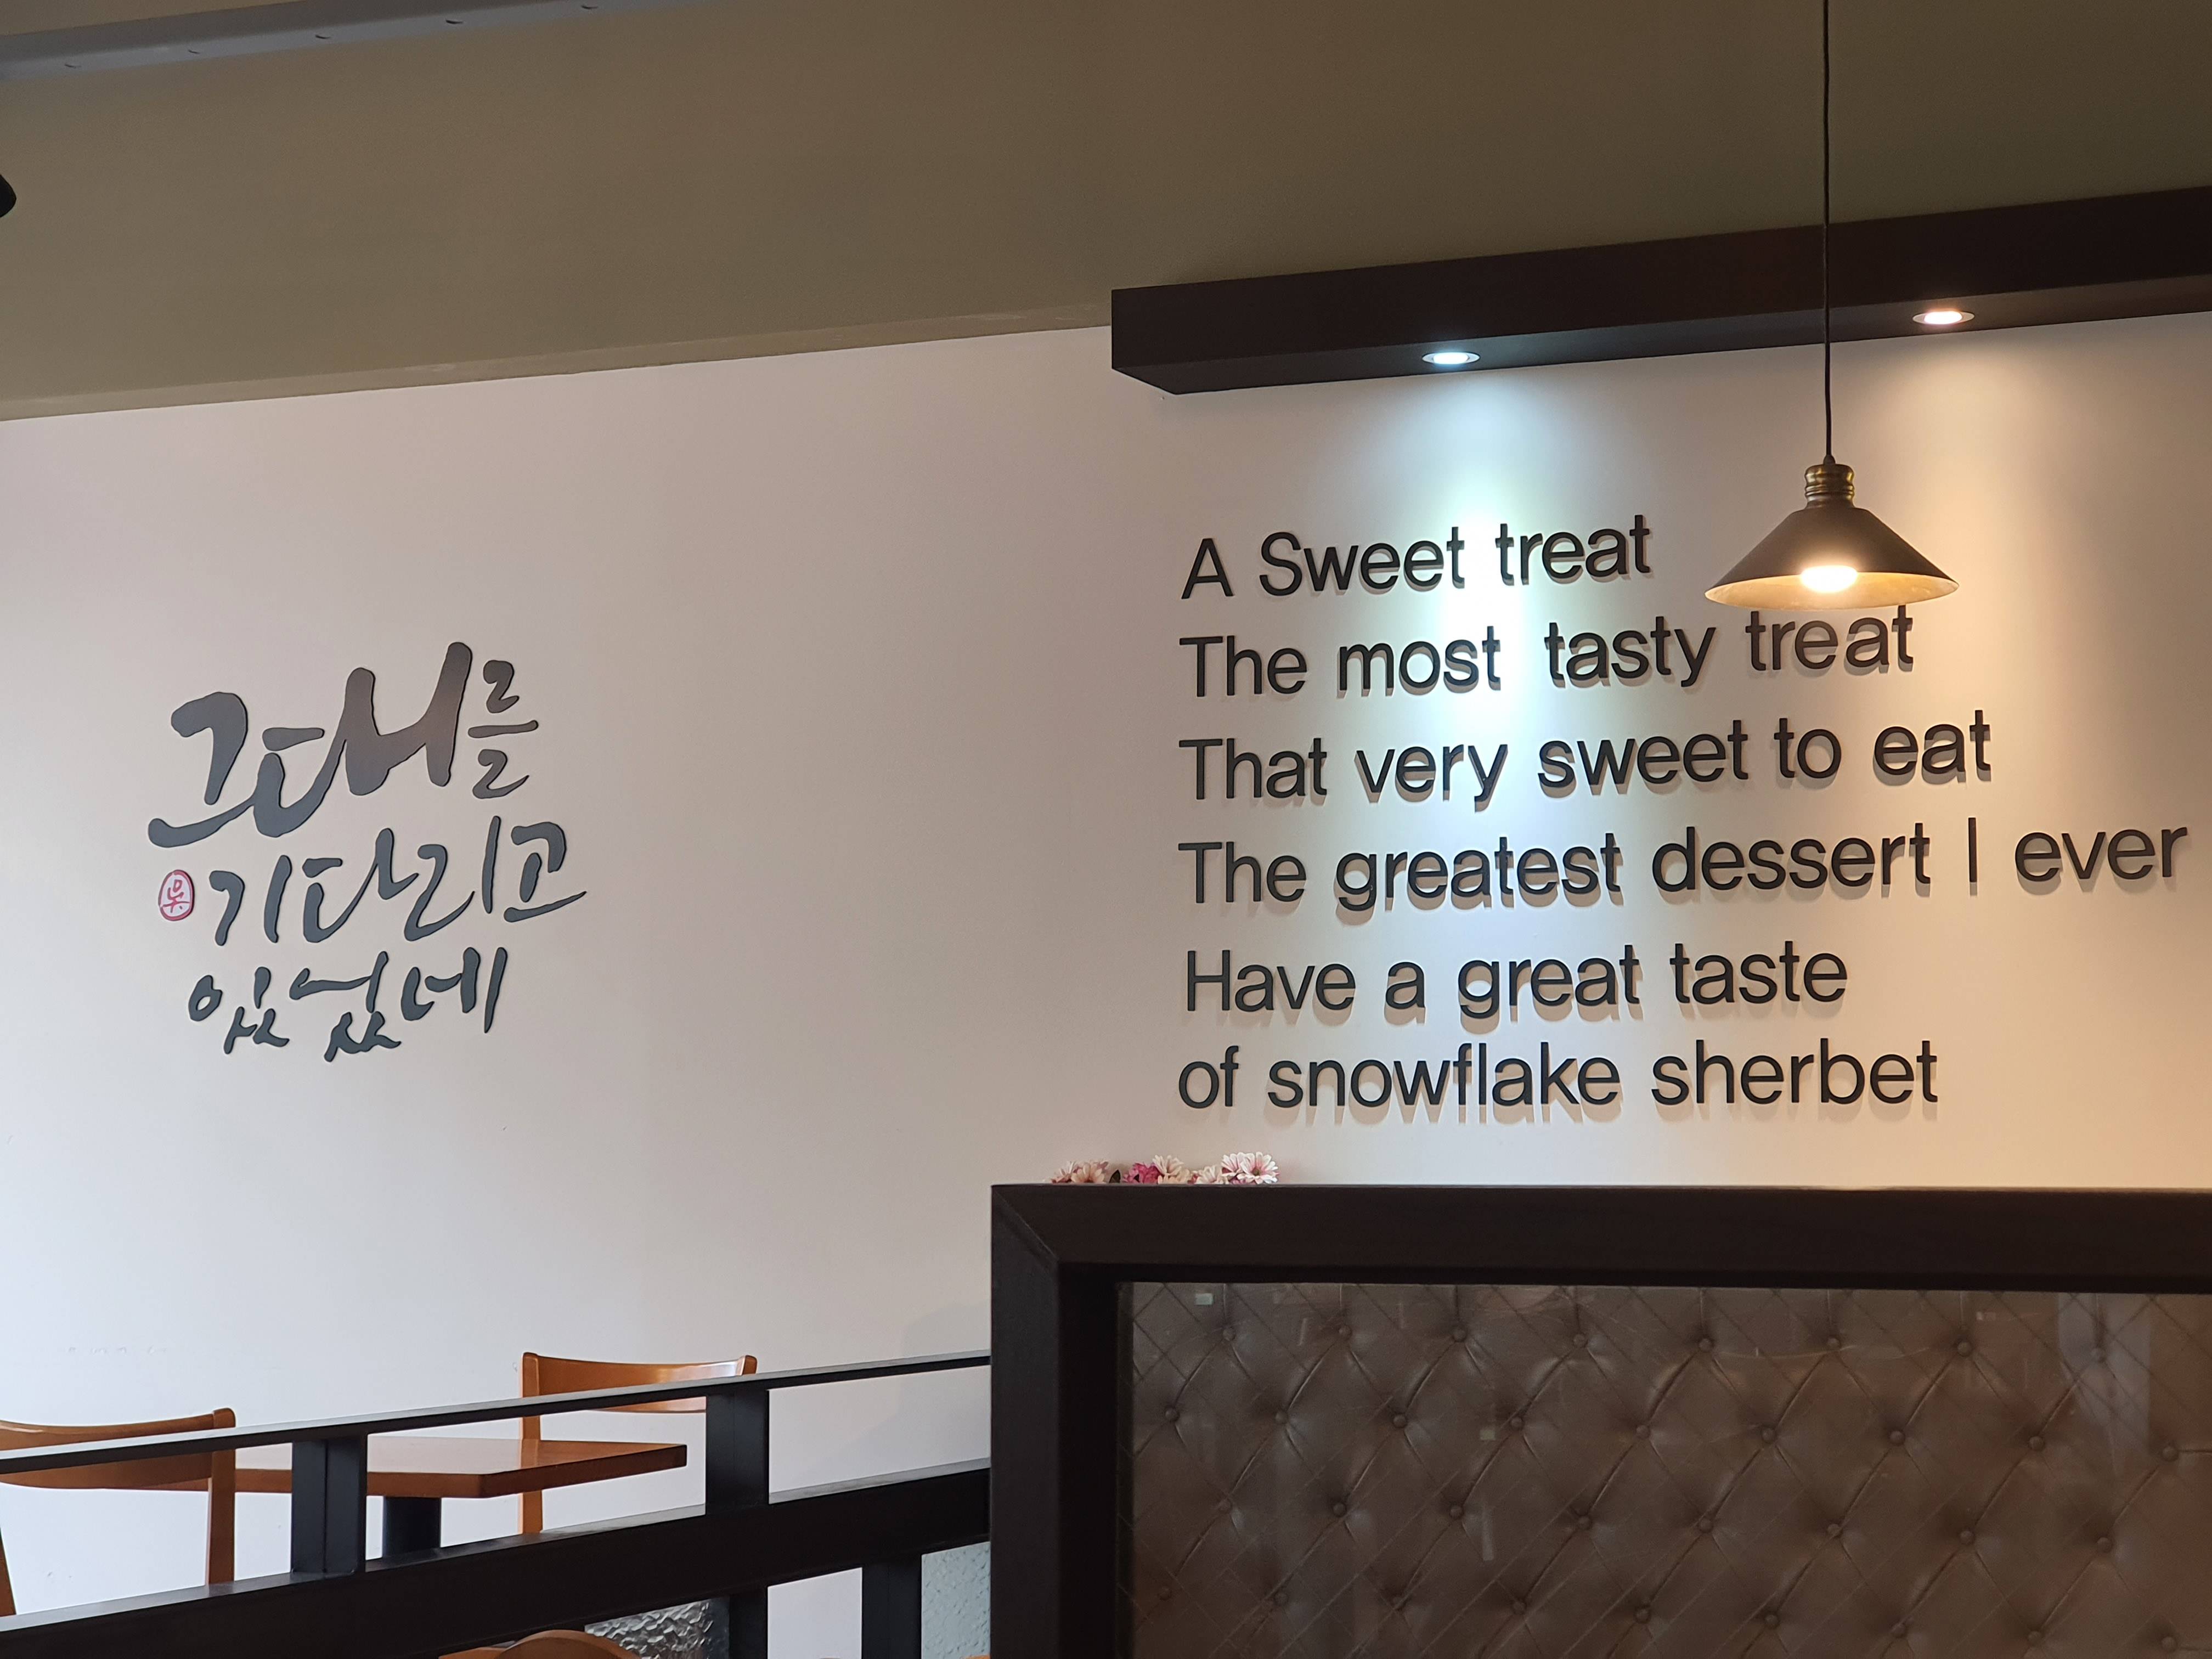 그대를
기다리고
있었네
A Sweet treat
The most tasty treat
That very sweet to eat
The greatest dessert I ever
Have a great taste
of snowflake sherbet